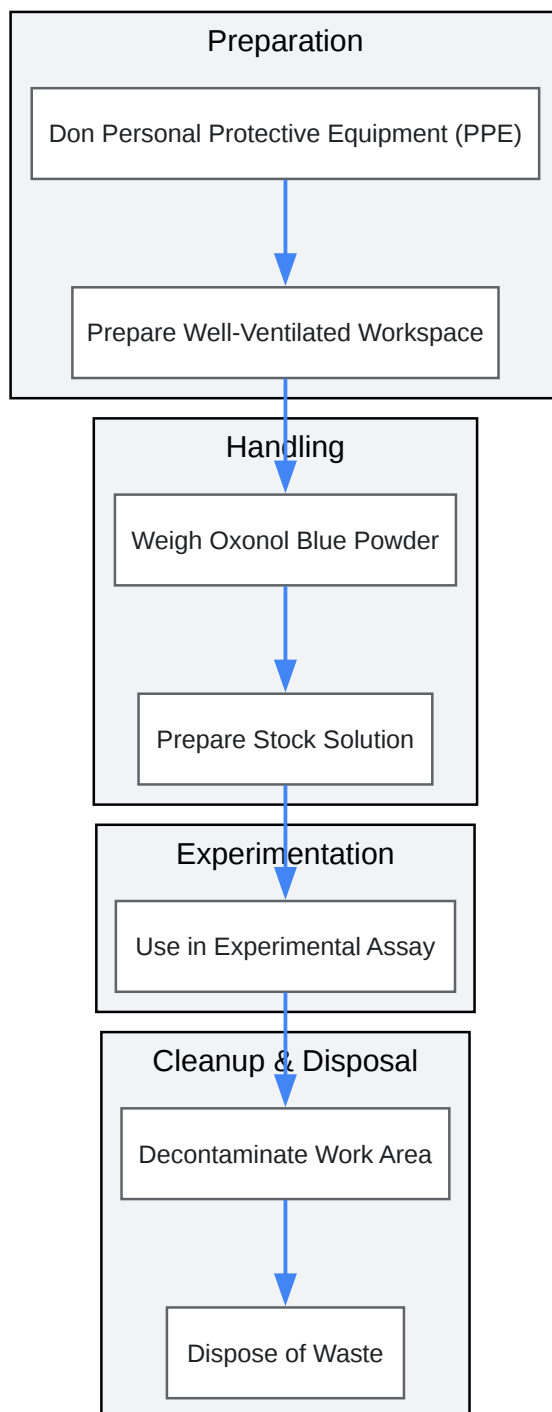 Preparation
Don Personal Protective Equipment (PPE)
Prepare Well-Ventilated Workspace
Handling
Weigh Oxonol Blue Powder
Prepare Stock Solution
Experimentation
Use in Experimental Assay
Cleanup & Disposal
Decontaminate Work Area
Dispose of Waste